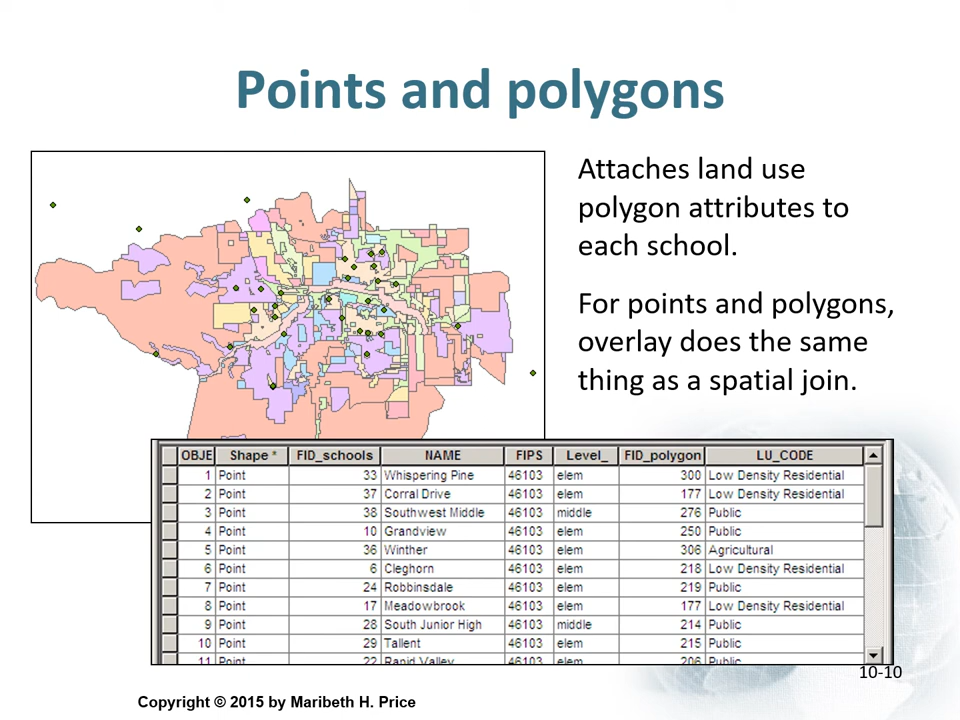 Points and polygons
Attaches land use
polygon attributes to
each school.
For points and polygons,
overlay does the same
thing as a spatial join.
OBJE Shape * FID_schools NAME FIPS Level_ FID_polygon LU_CODE
1 Point 33 Whispering Pine 46103 elem 300 Low Density Residential
2 Point 37 Corral Drive 46103 elem 177 Low Density Residential
3 Point 38 Southwest Middle 46103 middle 276 Public
4 Point 10 Grandview 46103 elem 250 Public
5 Point 36 Winther 46103 elem 306 Agricultural
6 Point 6 Cleghorn 46103 elem 218 Low Density Residential
7 Point 24 Robbinsdale 46103 elem 219 Public
8 Point 17 Meadowbrook 46103 elem 177 Low Density Residential
9 Point 28 South Junior High 46103 middle 214 Public
10 Point 29 Tallent 46103 elem 215 Public
11 Point 22 Rapid Valley 46103 elem 206 Public
10-10
Copyright © 2015 by Maribeth H. Price